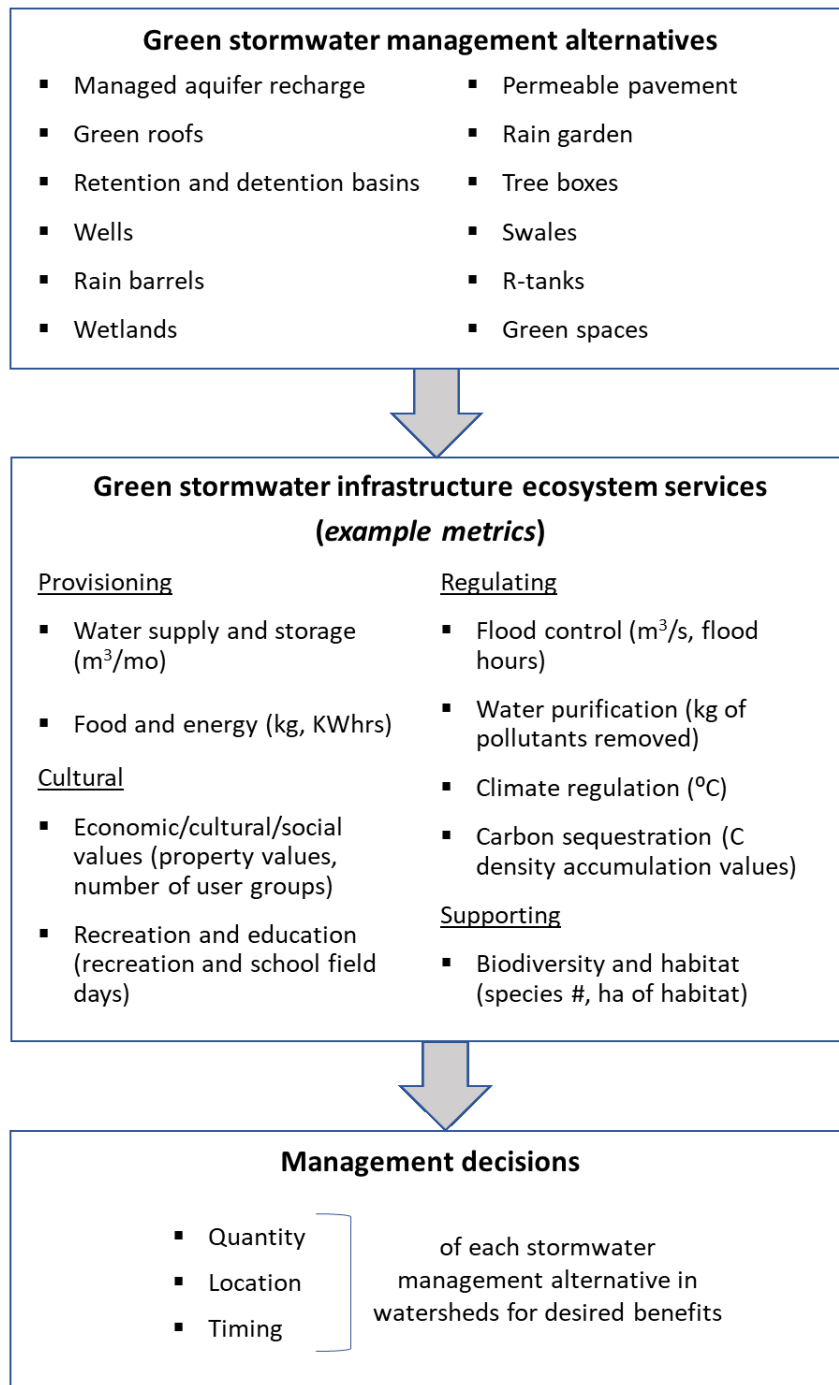 Green stormwater management alternatives
▪ Managed aquifer recharge
▪ Green roofs
▪ Retention and detention basins
▪ Wells
▪ Rain barrels
▪ Wetlands
▪ Permeable pavement
▪ Rain garden
▪ Tree boxes
▪ Swales
▪ R-tanks
▪ Green spaces
Green stormwater infrastructure ecosystem services
(example metrics)
Provisioning
▪ Water supply and storage
(m³/mo)
▪ Food and energy (kg, KWhrs)
Cultural
▪ Economic/cultural/social
values (property values,
number of user groups)
▪ Recreation and education
(recreation and school field
days)
Regulating
▪ Flood control (m³/s, flood
hours)
▪ Water purification (kg of
pollutants removed)
▪ Climate regulation (⁰C)
▪ Carbon sequestration (C
density accumulation values)
Supporting
▪ Biodiversity and habitat
(species #, ha of habitat)
Management decisions
▪ Quantity
▪ Location
▪ Timing
of each stormwater
management alternative in
watersheds for desired benefits